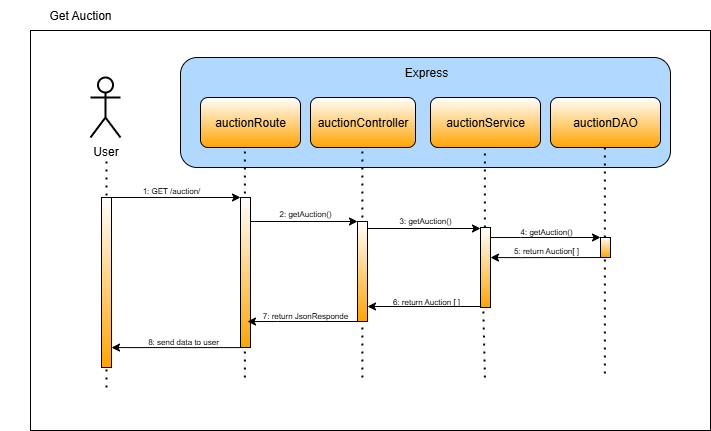 Get Auction
Express
auctionRoute
auctionController
auctionService
auctionDAO
User
1: GET /auction/
2: getAuction()
3: getAuction()
4: getAuction()
5: return Auction[ ]
6: return Auction [ ]
7: return JsonResponde
8: send data to user